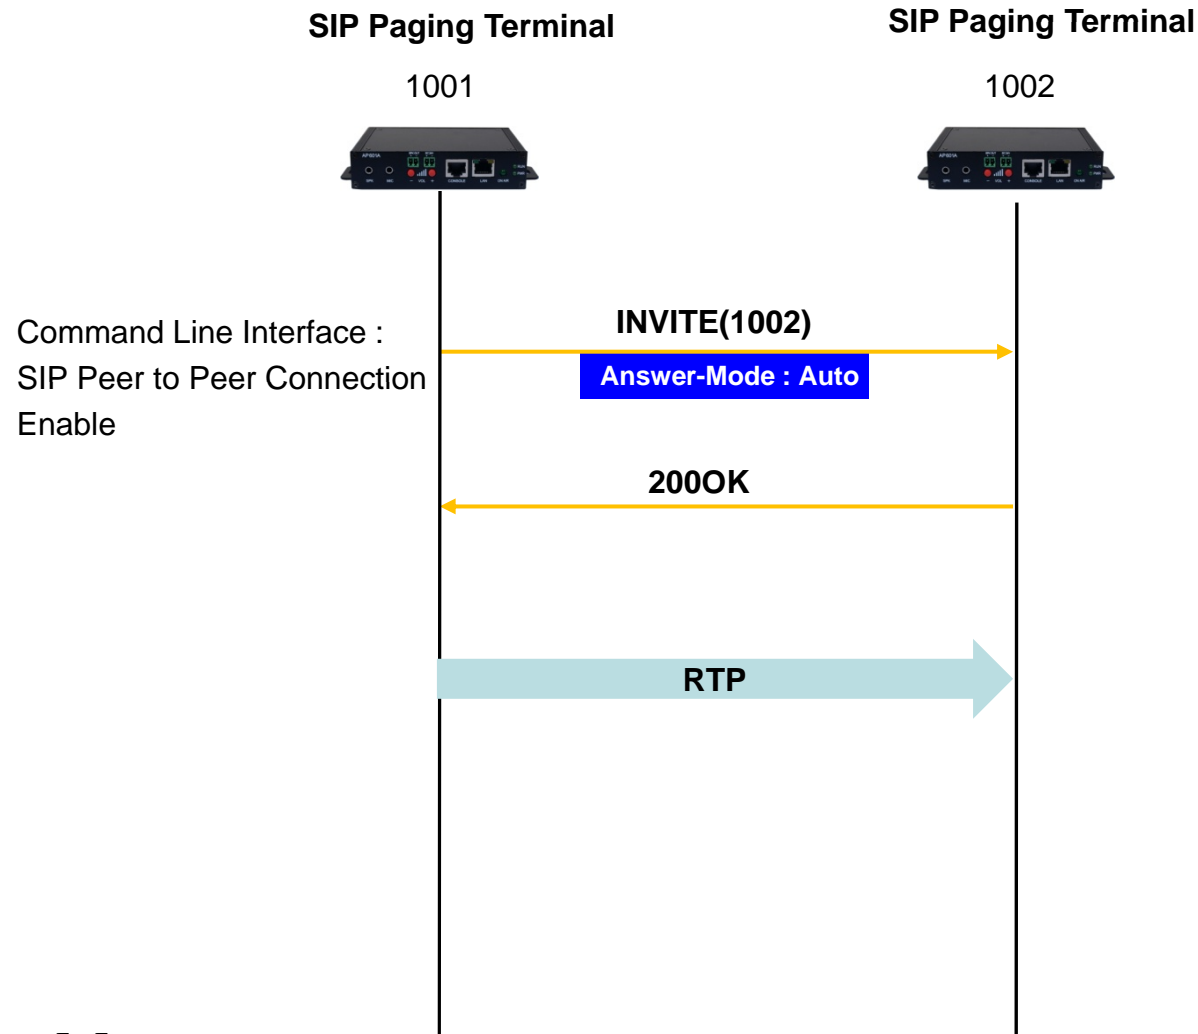 SIP Paging Terminal
SIP Paging Terminal
1001
1002
Command Line Interface :
SIP Peer to Peer Connection
Enable
INVITE(1002)
Answer-Mode : Auto
200OK
RTP